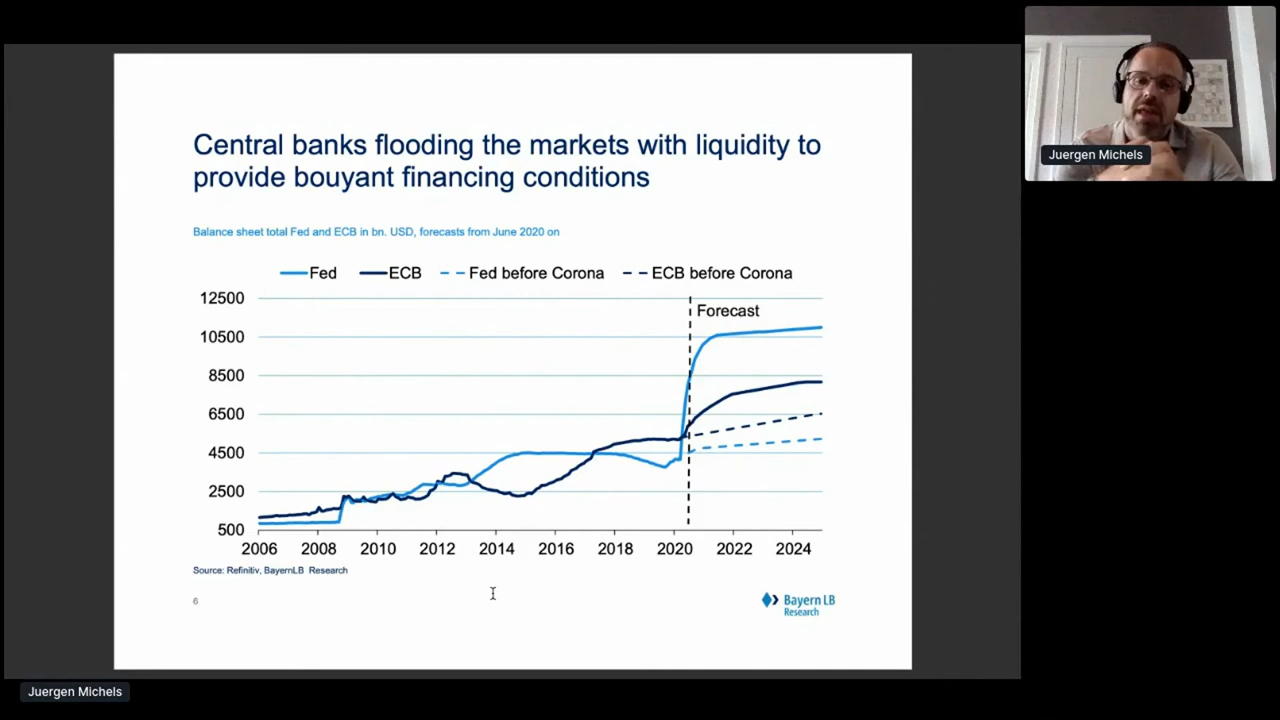 Central banks flooding the markets with liquidity to
provide bouyant financing conditions
Balance sheet total Fed and ECB in bn. USD, forecasts from June 2020 on
Fed ECB Fed before Corona ECB before Corona
Forecast
12500
10500
8500
6500
4500
2500
500
2006 2008 2010 2012 2014 2016 2018 2020 2022 2024
Source: Refinitiv, BayernLB Research
6
Bayern LB
Research
Juergen Michels
Juergen Michels